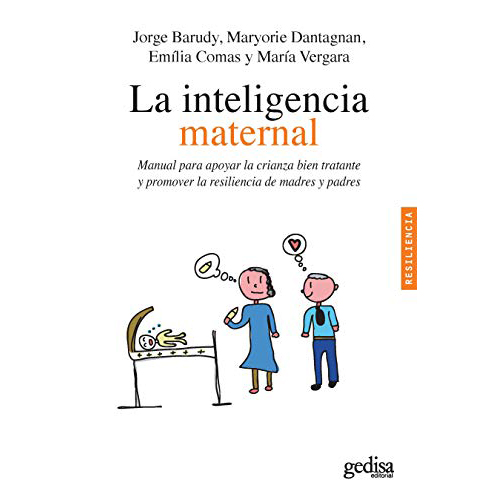 Jorge Barudy, Maryorie Dantagnan,
Emília Comas y María Vergara
La inteligencia
maternal
Manual para apoyar la crianza bien tratante
y promover la resiliencia de madres y padres
RESILIENCIA
gedisa
editorial